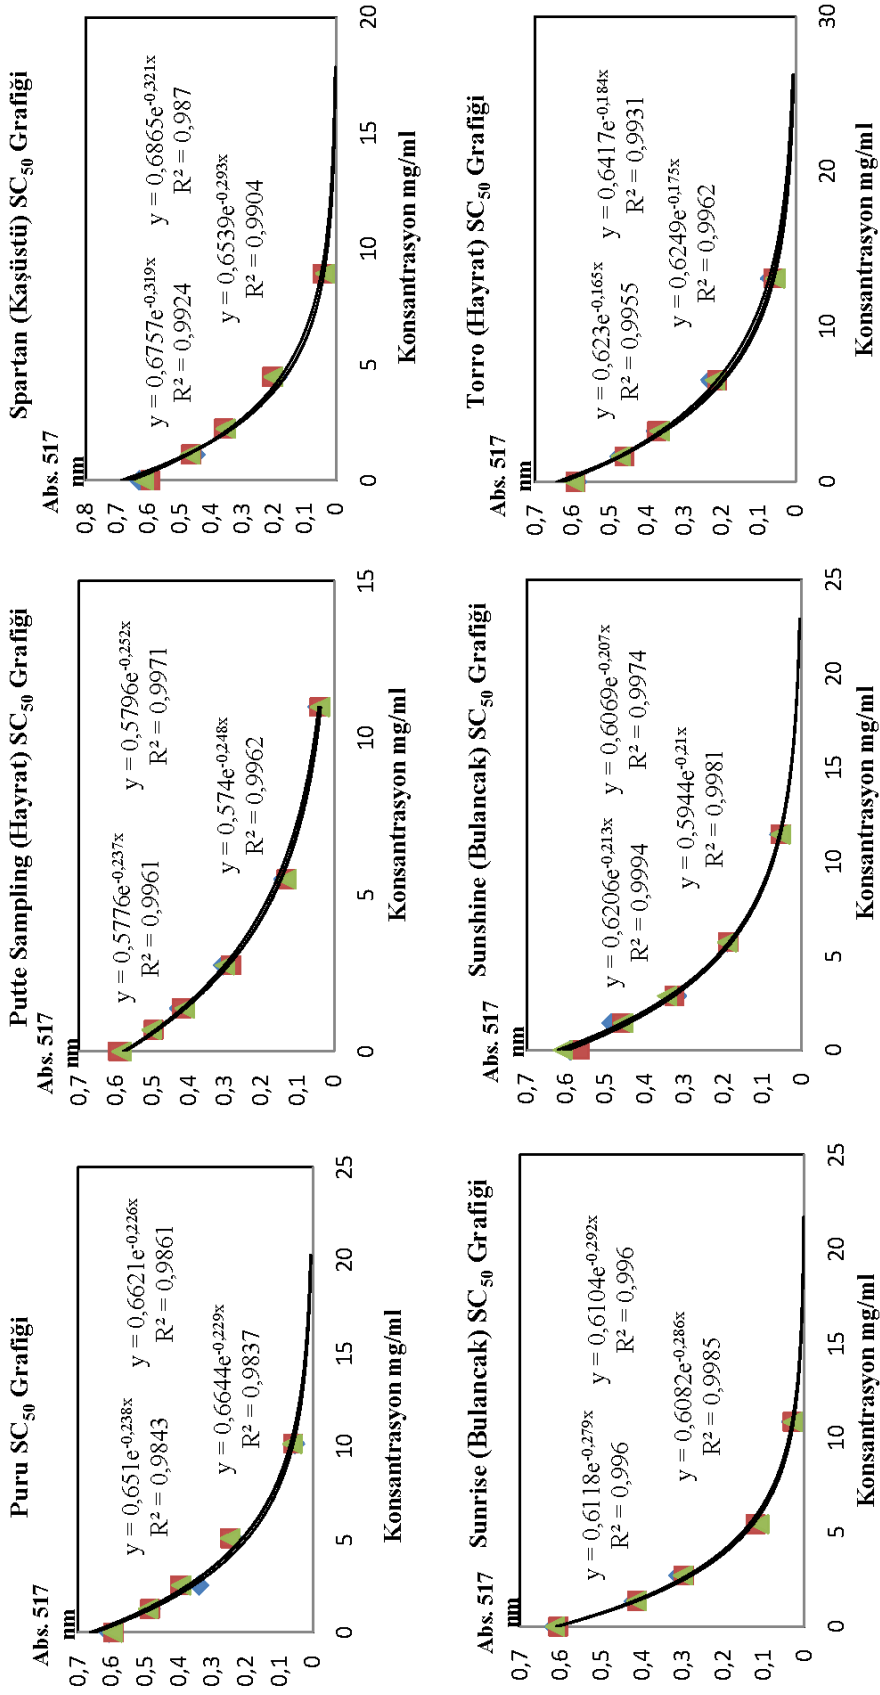 Puru SC50 Grafiği
Abs. 517
nm
0,7
0,6
0,5
0,4
0,3
0,2
0,1
0
y = 0,651e-0,238x
R² = 0,9843
y = 0,6621e-0,226x
R² = 0,9861
y = 0,6644e-0,229x
R² = 0,9837
0 5 10 15 20 25
Konsantrasyon mg/ml
Putte Sampling (Hayrat) SC50 Grafiği
Abs. 517
nm
0,7
0,6
0,5
0,4
0,3
0,2
0,1
0
y = 0,5776e-0,237x
R² = 0,9961
y = 0,5796e-0,252x
R² = 0,9971
y = 0,574e-0,248x
R² = 0,9962
0 5 10 15
Konsantrasyon mg/ml
Spartan (Kaşüstü) SC50 Grafiği
Abs. 517
nm
0,8
0,7
0,6
0,5
0,4
0,3
0,2
0,1
0
y = 0,6757e-0,319x
R² = 0,9924
y = 0,6865e-0,321x
R² = 0,987
y = 0,6539e-0,293x
R² = 0,9904
0 5 10 15 20
Konsantrasyon mg/ml
Sunrise (Bulancak) SC50 Grafiği
Abs. 517
nm
0,7
0,6
0,5
0,4
0,3
0,2
0,1
0
y = 0,6118e-0,279x
R² = 0,996
y = 0,6104e-0,292x
R² = 0,996
y = 0,6082e-0,286x
R² = 0,9985
0 5 10 15 20 25
Konsantrasyon mg/ml
Sunshine (Bulancak) SC50 Grafiği
Abs. 517
nm
0,7
0,6
0,5
0,4
0,3
0,2
0,1
0
y = 0,6206e-0,213x
R² = 0,9994
y = 0,6069e-0,207x
R² = 0,9974
y = 0,5944e-0,21x
R² = 0,9981
0 5 10 15 20 25
Konsantrasyon mg/ml
Torro (Hayrat) SC50 Grafiği
Abs. 517
nm
0,7
0,6
0,5
0,4
0,3
0,2
0,1
0
y = 0,623e-0,165x
R² = 0,9955
y = 0,6417e-0,184x
R² = 0,9931
y = 0,6249e-0,175x
R² = 0,9962
0 10 20 30
Konsantrasyon mg/ml